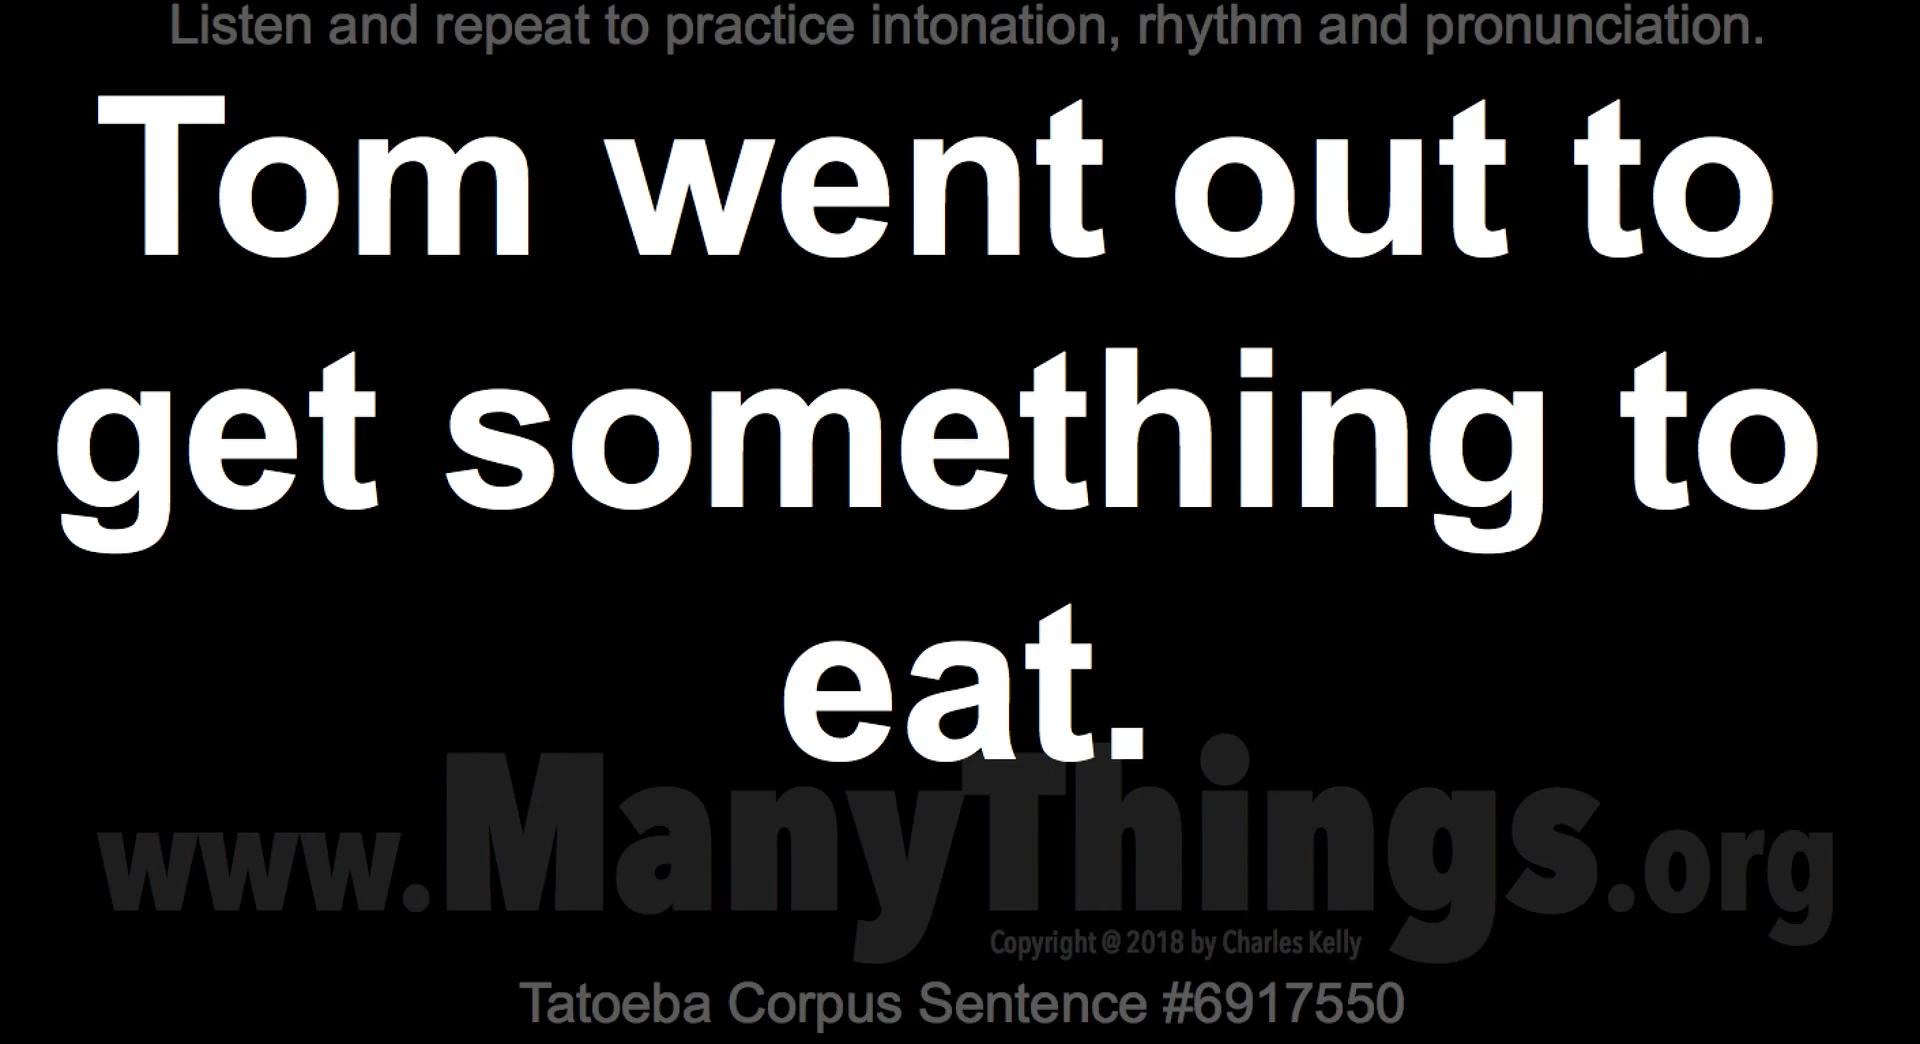 Listen and repeat to practice intonation, rhythm and pronunciation.
Tom went out to
get something to
eat.
www.ManyThings.org
Copyright @ 2018 by Charles Kelly
Tatoeba Corpus Sentence #6917550